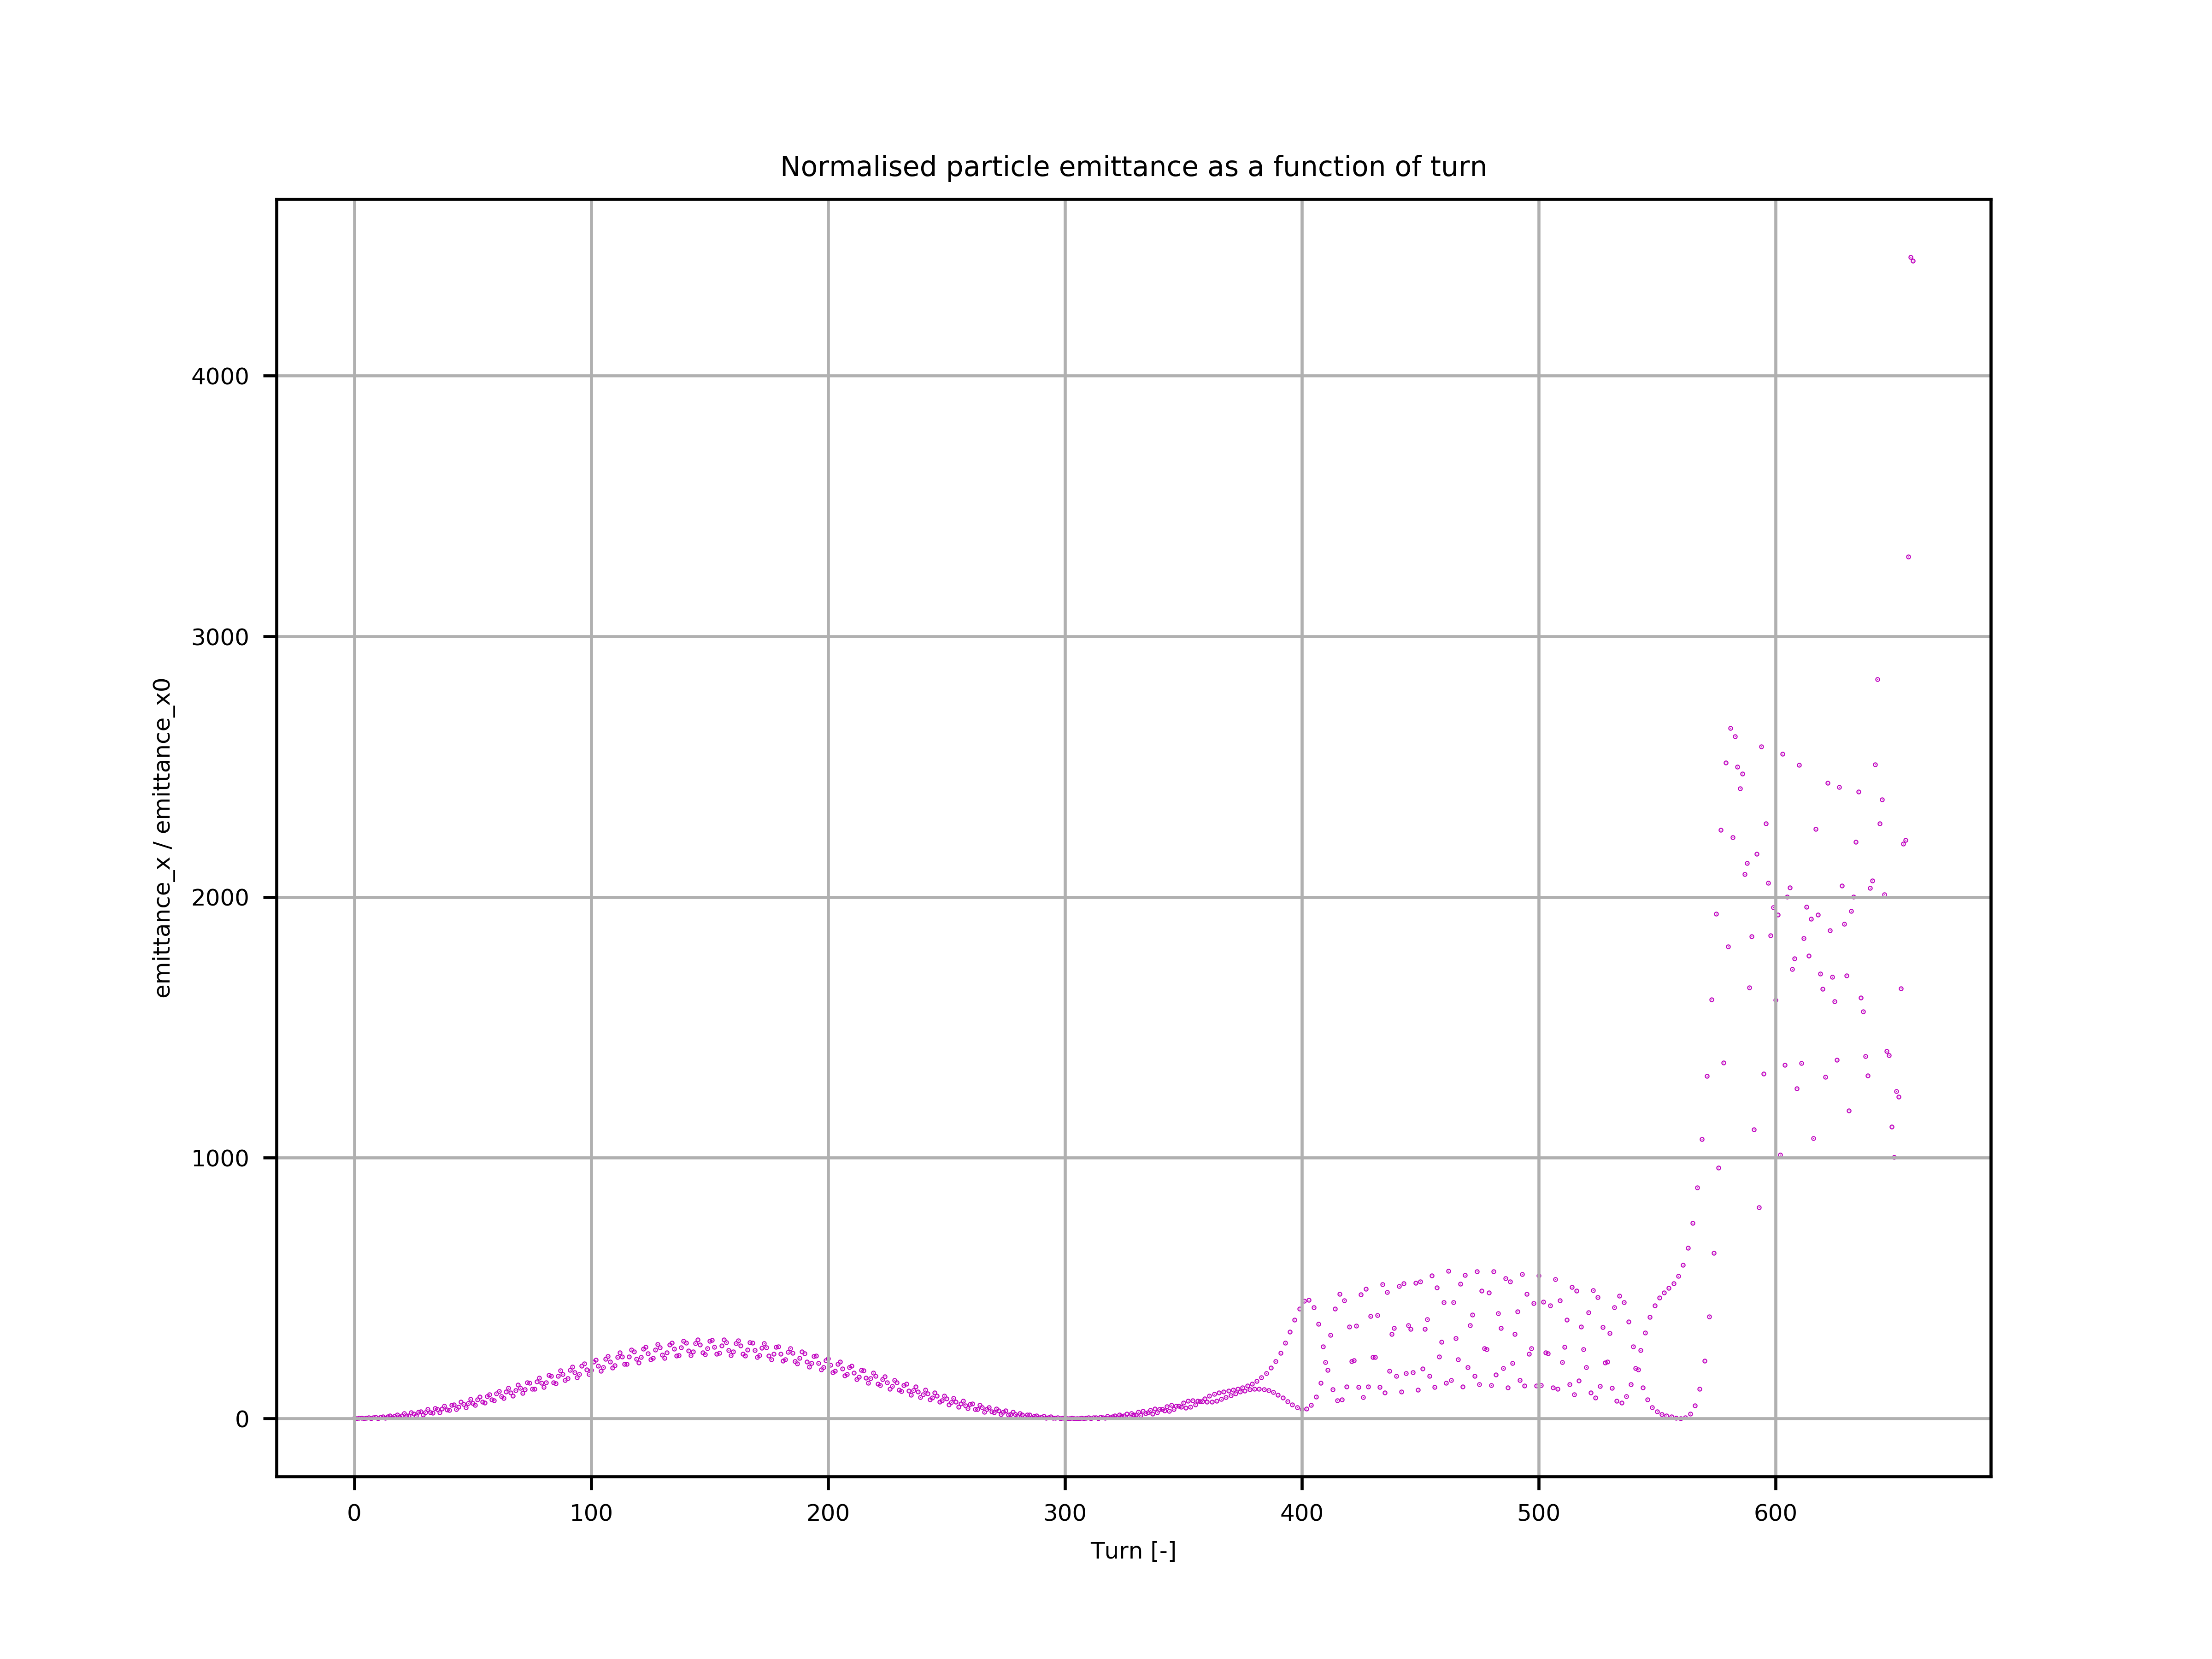 Normalised particle emittance as a function of turn
4000
3000
2000
1000
0
emittance_x / emittance_x0
0 100 200 300 400 500 600
Turn [-]